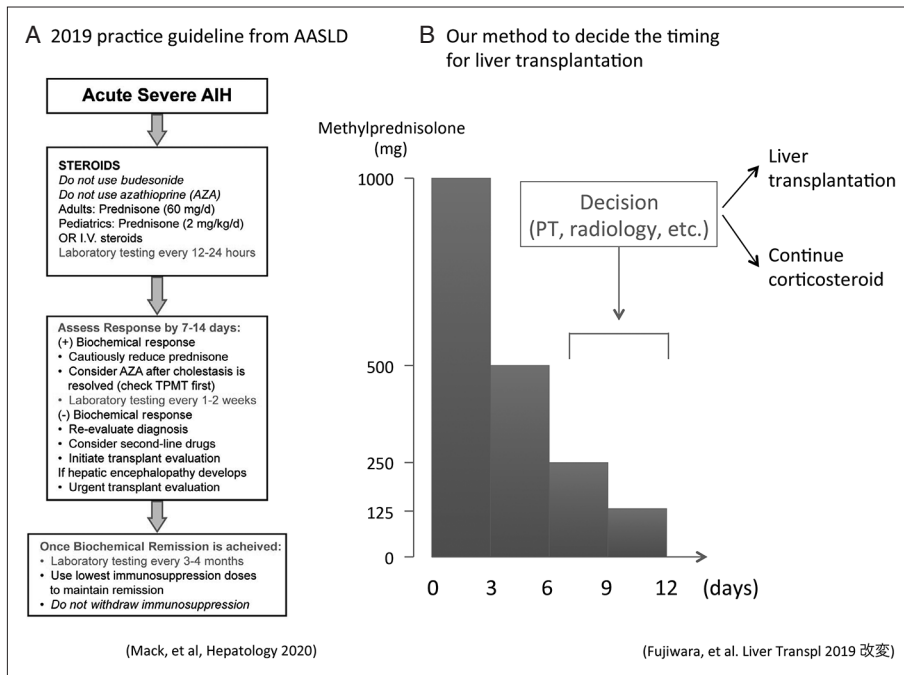 A 2019 practice guideline from AASLD
Acute Severe AIH
STEROIDS
Do not use budesonide
Do not use azathioprine (AZA)
Adults: Prednisone (60 mg/d)
Pediatrics: Prednisone (2 mg/kg/d)
OR I.V. steroids
Laboratory testing every 12-24 hours
Assess Response by 7-14 days:
(+) Biochemical response
• Cautiously reduce prednisone
• Consider AZA after cholestasis is
resolved (check TPMT first)
• Laboratory testing every 1-2 weeks
(-) Biochemical response
• Re-evaluate diagnosis
• Consider second-line drugs
• Initiate transplant evaluation
If hepatic encephalopathy develops
• Urgent transplant evaluation
Once Biochemical Remission is acheived:
• Laboratory testing every 3-4 months
• Use lowest immunosuppression doses
to maintain remission
• Do not withdraw immunosuppression
(Mack, et al, Hepatology 2020)
B Our method to decide the timing
for liver transplantation
Methylprednisolone
(mg)
1000
500
250
125
0
0 3 6 9 12 (days)
Decision
(PT, radiology, etc.)
Liver
transplantation
Continue
corticosteroid
(Fujiwara, et al. Liver Transpl 2019 改変)